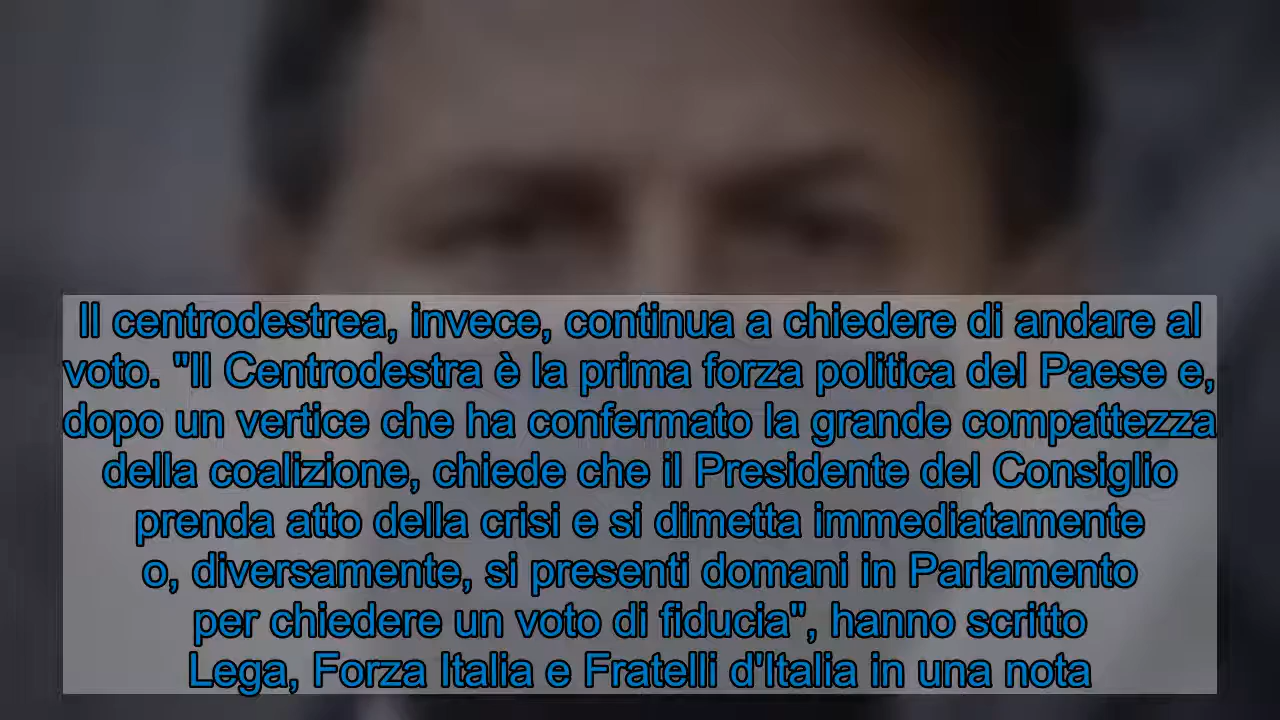 Il centrodestrea, invece, continua a chiedere di andare al
voto. "Il Centrodestra è la prima forza politica del Paese e,
dopo un vertice che ha confermato la grande compattezza
della coalizione, chiede che il Presidente del Consiglio
prenda atto della crisi e si dimetta immediatamente
o, diversamente, si presenti domani in Parlamento
per chiedere un voto di fiducia", hanno scritto
Lega, Forza Italia e Fratelli d'Italia in una nota